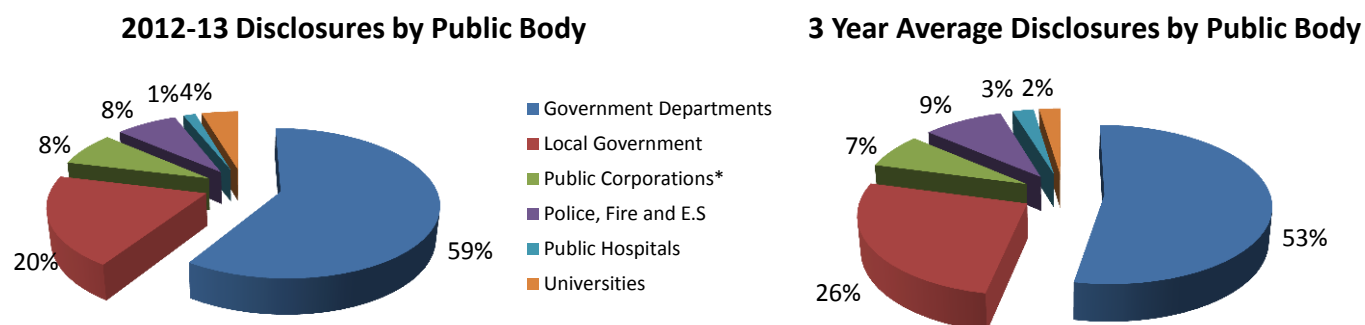 2012-13 Disclosures by Public Body
8%
8%
1%
4%
20%
59%
Government Departments
Local Government
Public Corporations*
Police, Fire and E.S
Public Hospitals
Universities
3 Year Average Disclosures by Public Body
7%
9%
3%
2%
26%
53%